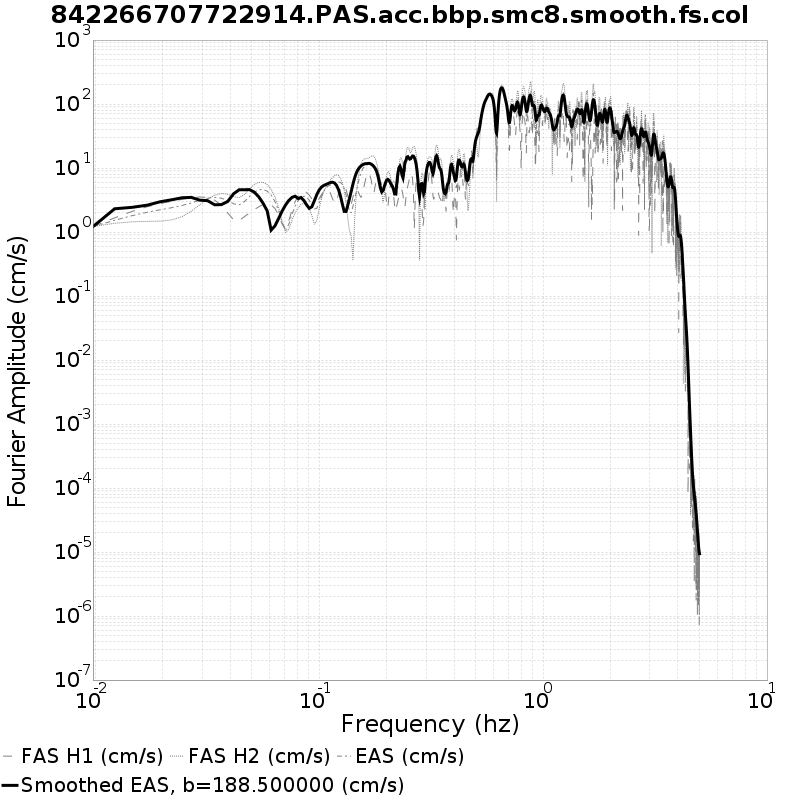 842266707722914.PAS.acc.bbp.smc8.smooth.fs.col
10^3
10^2
10^1
10^0
10^-1
10^-2
10^-3
10^-4
10^-5
10^-6
10^-7
Fourier Amplitude (cm/s)
10^-2 10^-1 10^0 10^1
Frequency (hz)
FAS H1 (cm/s) FAS H2 (cm/s) EAS (cm/s)
Smoothed EAS, b=188.500000 (cm/s)